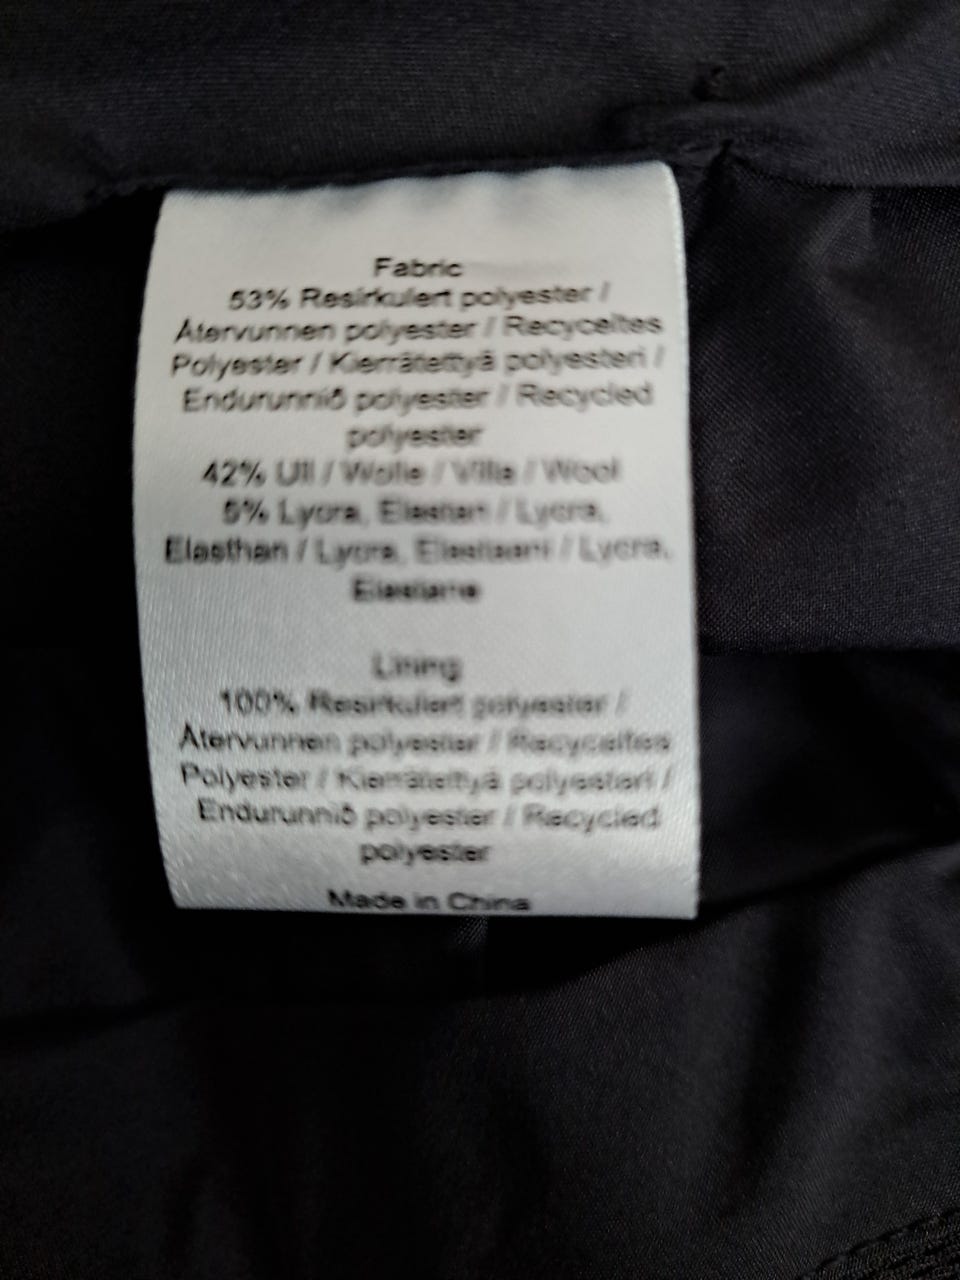 Fabric
53% Resirkulert polyester /
Återvunnen polyester / Recyceltes
Polyester / Kierrätettyä polyesteri /
Endurunnið polyester / Recycled
polyester
42% Ull / Wolle / Villa / Wool
5% Lycra, Elastan / Lycra,
Elasthan / Lycra, Elastaani / Lycra,
Elastane
Lining
100% Resirkulert polyester /
Återvunnen polyester / Recyceltes
Polyester / Kierrätettyä polyesteri /
Endurunnið polyester / Recycled
polyester
Made in China